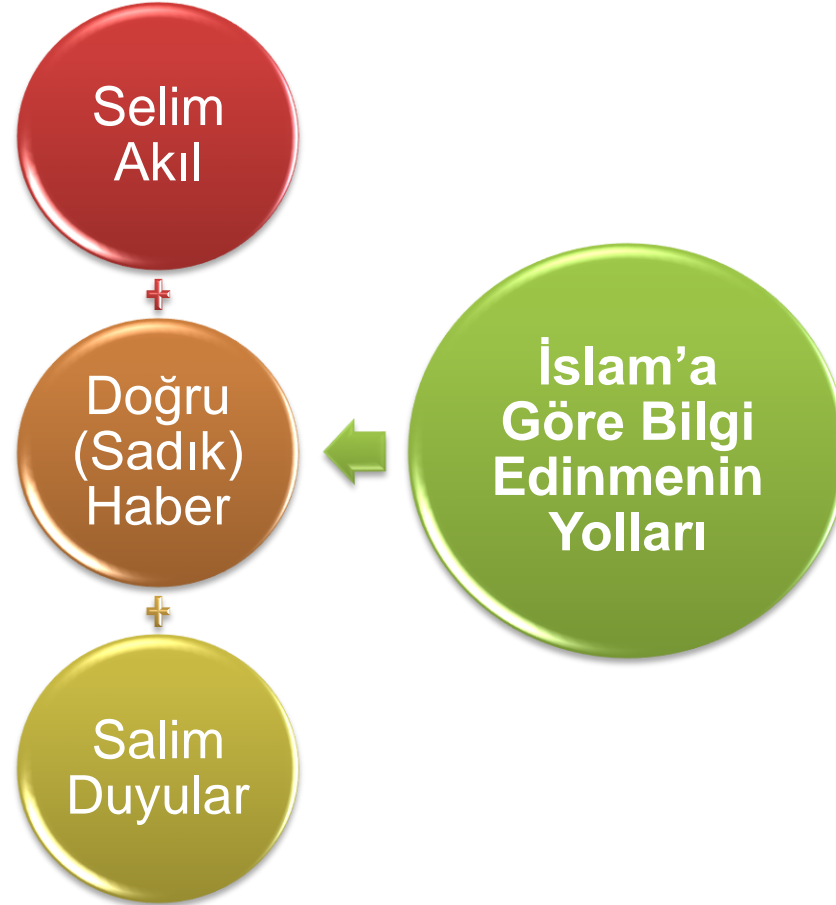 Selim
Akıl
+
Doğru
(Sadık)
Haber
+
Salim
Duyular
İslam’a
Göre Bilgi
Edinmenin
Yolları